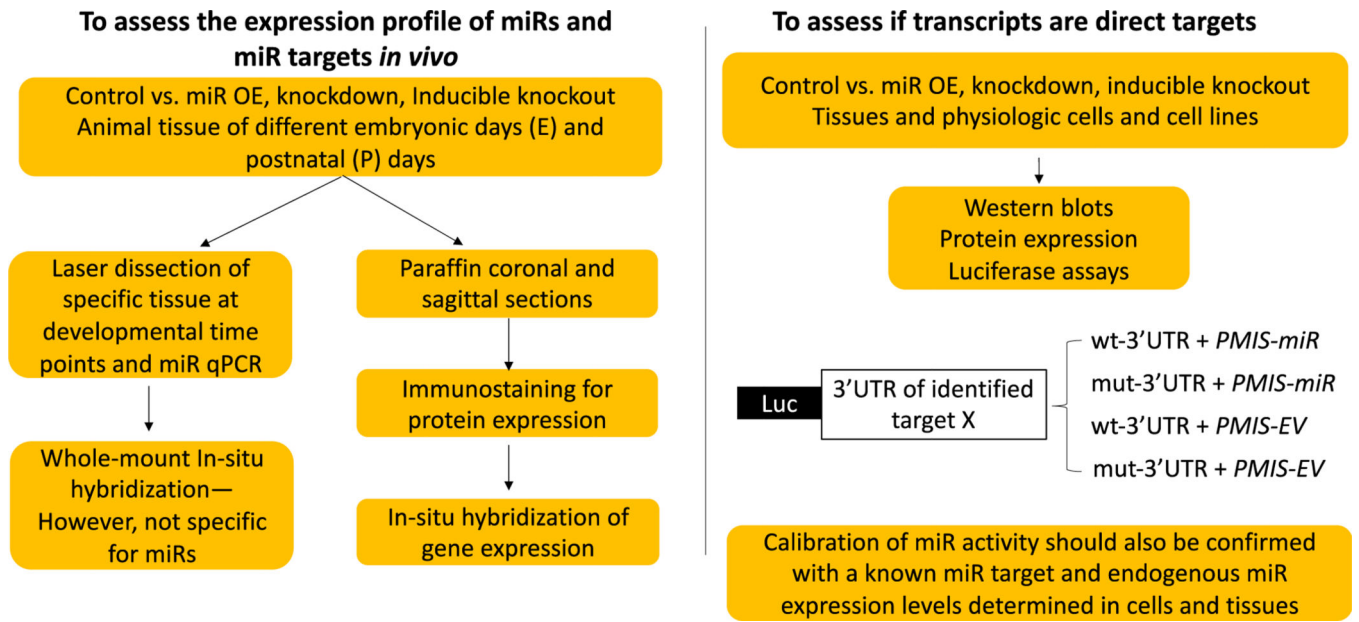 To assess the expression profile of miRs and
miR targets in vivo
Control vs. miR OE, knockdown, Inducible knockout
Animal tissue of different embryonic days (E) and
postnatal (P) days
Laser dissection of
specific tissue at
developmental time
points and miR qPCR
Whole-mount In-situ
hybridization—
However, not specific
for miRs
Paraffin coronal and
sagittal sections
Immunostaining for
protein expression
In-situ hybridization of
gene expression
To assess if transcripts are direct targets
Control vs. miR OE, knockdown, inducible knockout
Tissues and physiologic cells and cell lines
Western blots
Protein expression
Luciferase assays
Luc
3’UTR of identified
target X
wt-3’UTR + PMIS-miR
mut-3’UTR + PMIS-miR
wt-3’UTR + PMIS-EV
mut-3’UTR + PMIS-EV
Calibration of miR activity should also be confirmed
with a known miR target and endogenous miR
expression levels determined in cells and tissues